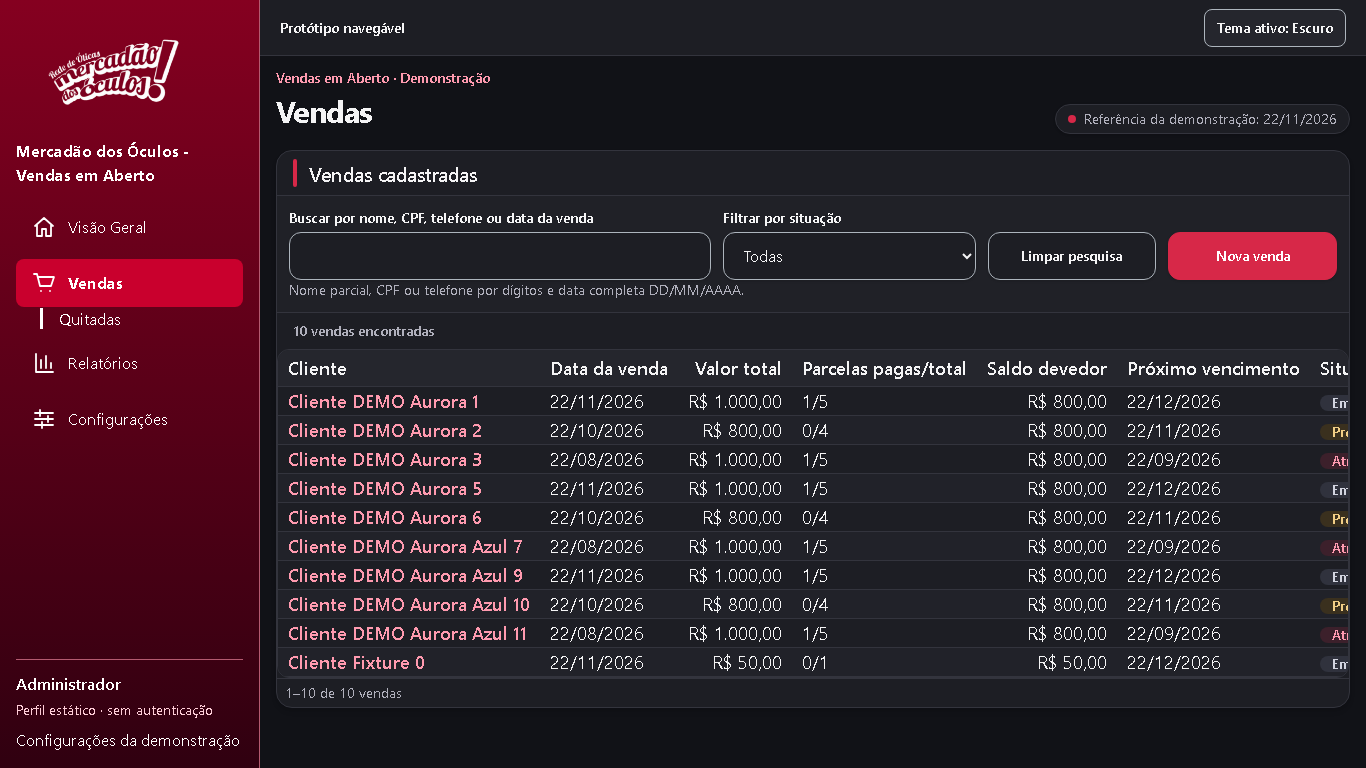 Rede de Óticas
mercadão
dos óculos!
Mercadão dos Óculos -
Vendas em Aberto
Visão Geral
Vendas
Quitadas
Relatórios
Configurações
Administrador
Perfil estático · sem autenticação
Configurações da demonstração
Protótipo navegável
Tema ativo: Escuro
Vendas em Aberto · Demonstração
Vendas
Referência da demonstração: 22/11/2026
Vendas cadastradas
Buscar por nome, CPF, telefone ou data da venda
Filtrar por situação
Todas
Limpar pesquisa
Nova venda
Nome parcial, CPF ou telefone por dígitos e data completa DD/MM/AAAA.
10 vendas encontradas
Cliente Data da venda Valor total Parcelas pagas/total Saldo devedor Próximo vencimento Situ
Cliente DEMO Aurora 1 22/11/2026 R$ 1.000,00 1/5 R$ 800,00 22/12/2026 Em
Cliente DEMO Aurora 2 22/10/2026 R$ 800,00 0/4 R$ 800,00 22/11/2026 Pró
Cliente DEMO Aurora 3 22/08/2026 R$ 1.000,00 1/5 R$ 800,00 22/09/2026 Atr
Cliente DEMO Aurora 5 22/11/2026 R$ 1.000,00 1/5 R$ 800,00 22/12/2026 Em
Cliente DEMO Aurora 6 22/10/2026 R$ 800,00 0/4 R$ 800,00 22/11/2026 Pró
Cliente DEMO Aurora Azul 7 22/08/2026 R$ 1.000,00 1/5 R$ 800,00 22/09/2026 Atr
Cliente DEMO Aurora Azul 9 22/11/2026 R$ 1.000,00 1/5 R$ 800,00 22/12/2026 Em
Cliente DEMO Aurora Azul 10 22/10/2026 R$ 800,00 0/4 R$ 800,00 22/11/2026 Pró
Cliente DEMO Aurora Azul 11 22/08/2026 R$ 1.000,00 1/5 R$ 800,00 22/09/2026 Atr
Cliente Fixture 0 22/11/2026 R$ 50,00 0/1 R$ 50,00 22/12/2026 Em
1–10 de 10 vendas